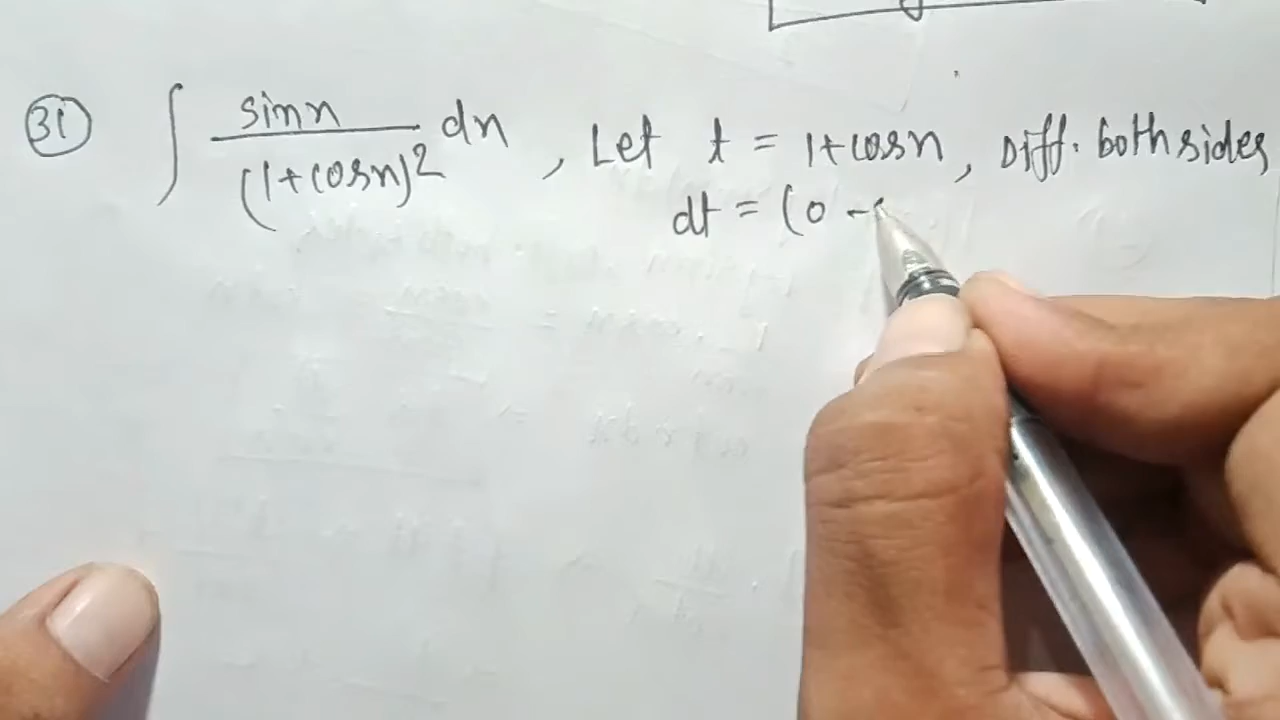 31 ∫ sinx/(1+cosx)² dx, Let t = 1+cosx, Diff. both sides,
dt = (0 -